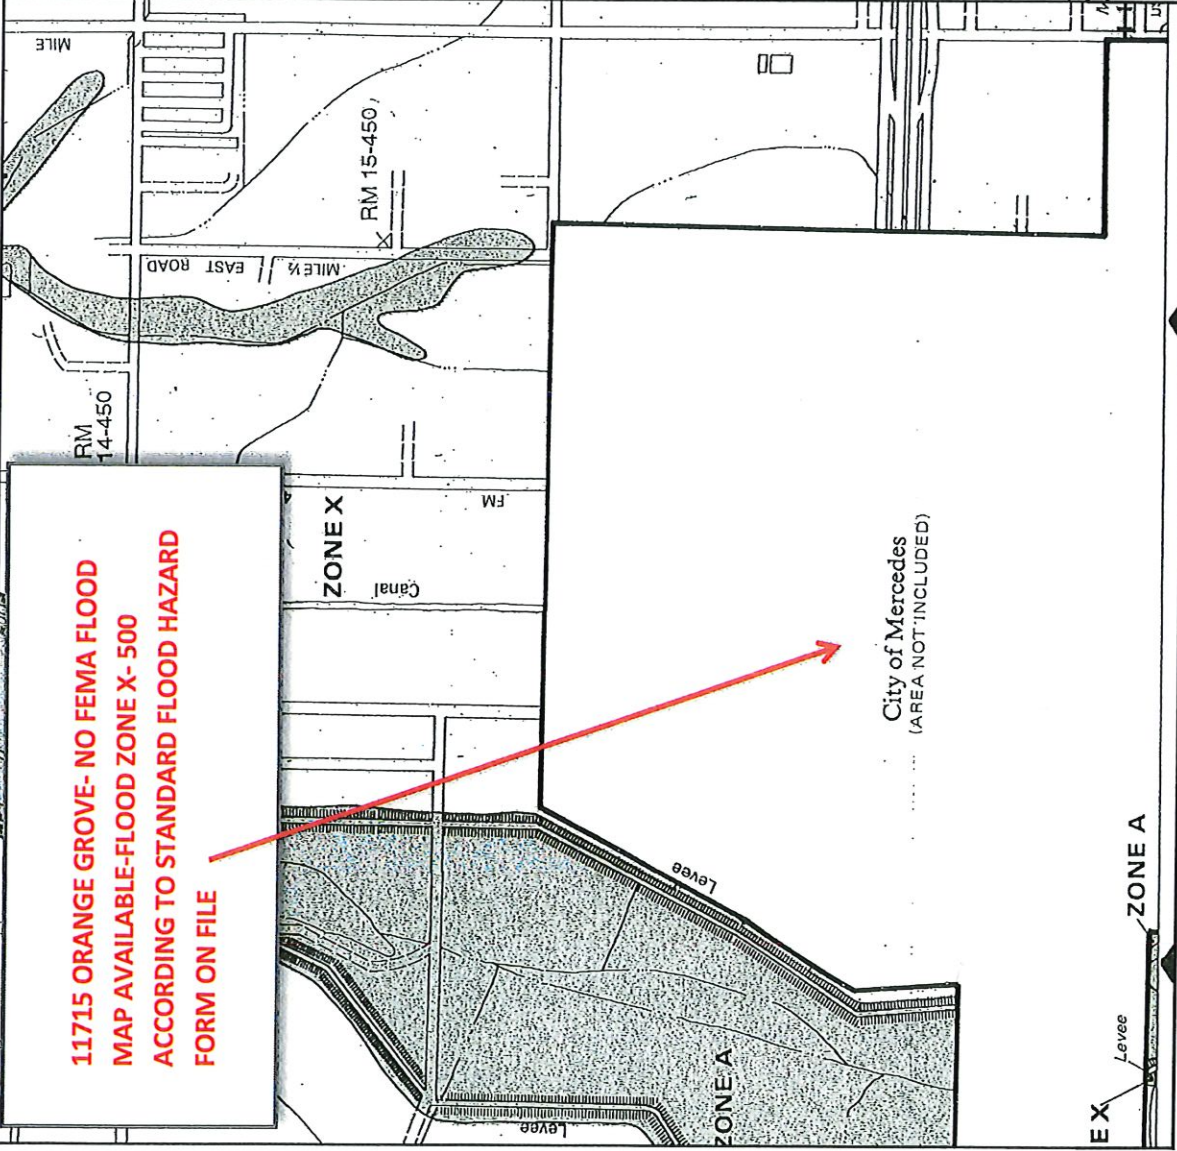 11715 ORANGE GROVE- NO FEMA FLOOD
MAP AVAILABLE-FLOOD ZONE X- 500
ACCORDING TO STANDARD FLOOD HAZARD
FORM ON FILE
RM
14-450
RM 15-450
MILE
MILE ½
EAST ROAD
FM
ZONE X
Canal
City of Mercedes
(AREA NOT INCLUDED)
Levee
Levee
ZONE A
ZONE A
Levee
E X